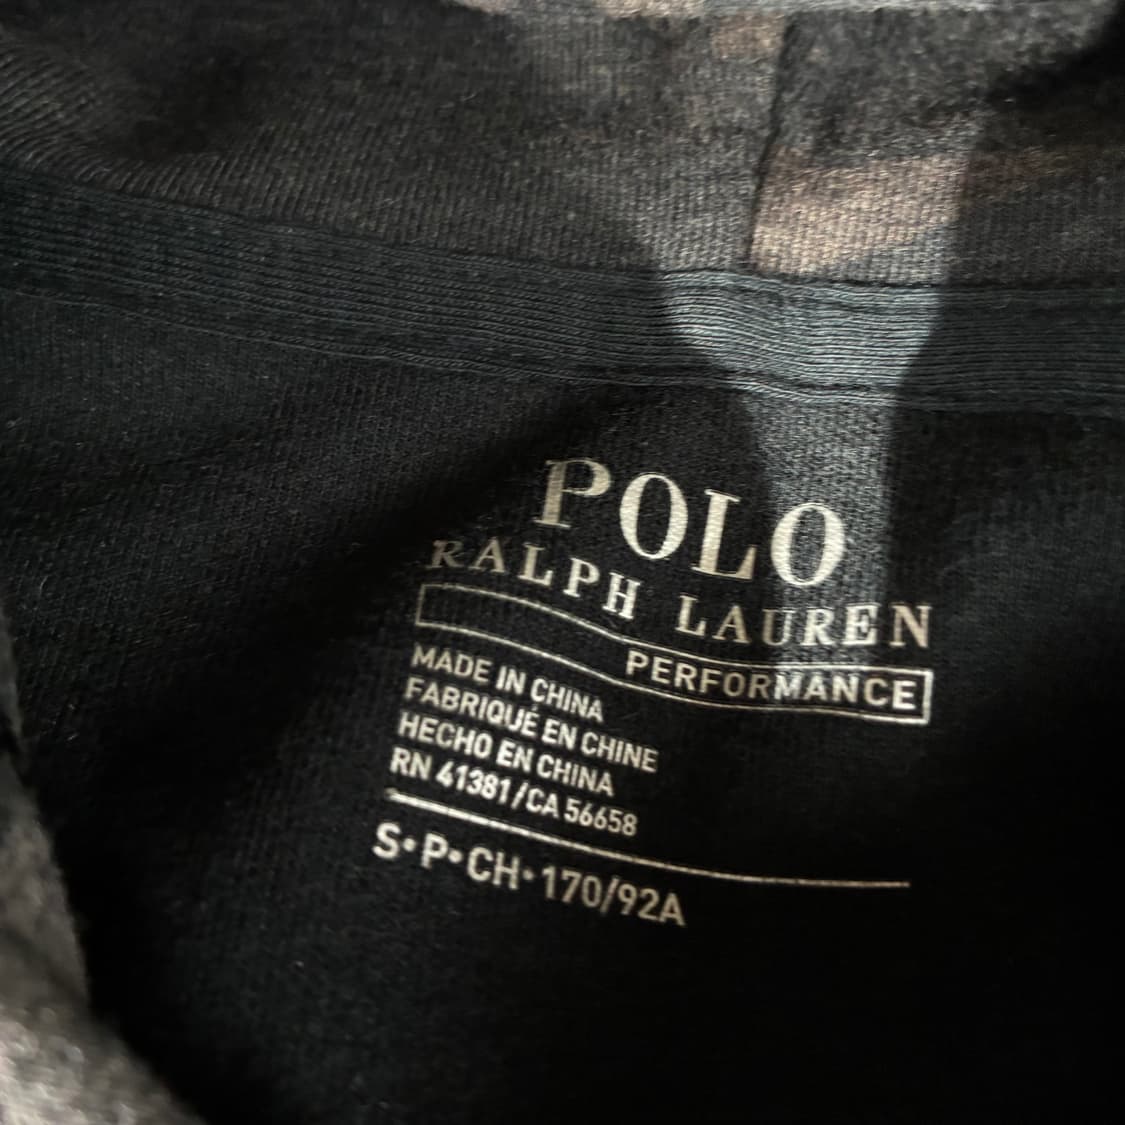 POLO
RALPH LAUREN
PERFORMANCE
MADE IN CHINA
FABRIQUÉ EN CHINE
HECHO EN CHINA
RN 41381/CA 56658
S•P•CH•170/92A